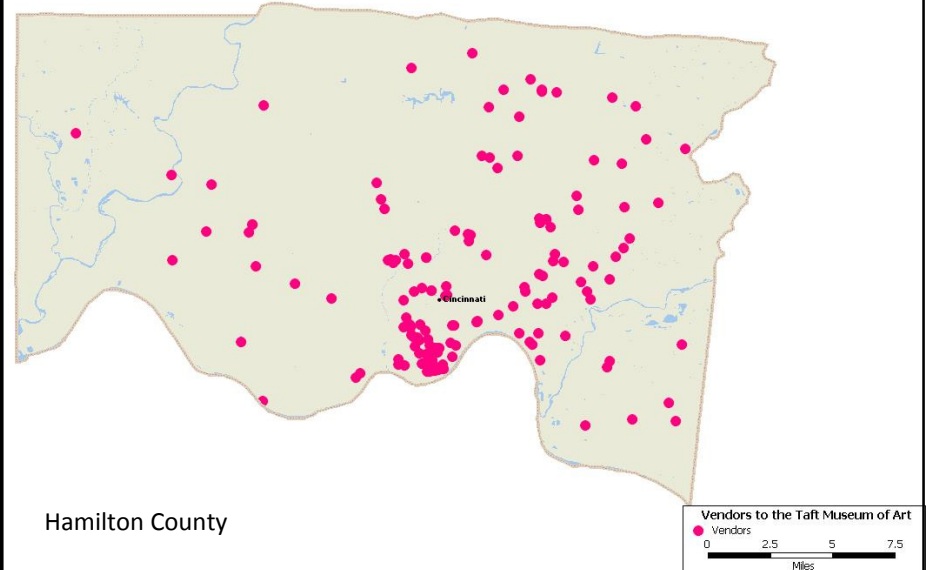 Cincinnati
Hamilton County
Vendors to the Taft Museum of Art
Vendors
0 2.5 5 7.5
Miles